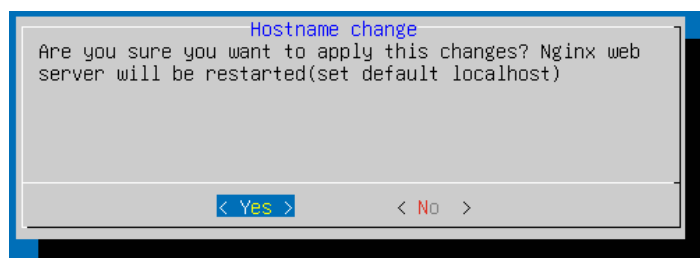 Hostname change
Are you sure you want to apply this changes? Nginx web
server will be restarted(set default localhost)
< Yes > < No >